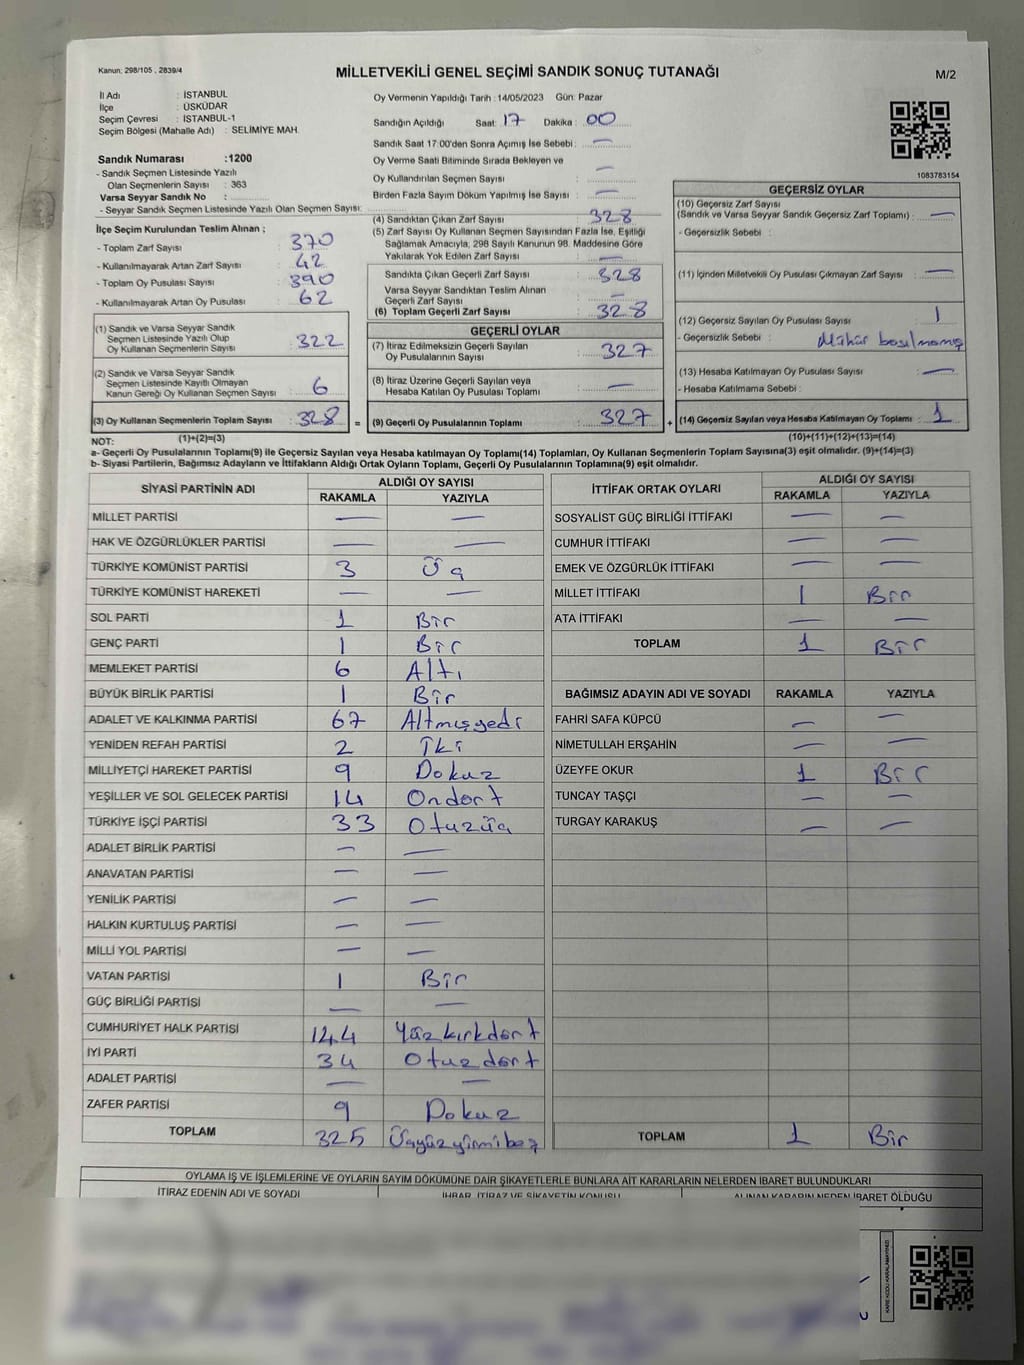 Kanun: 298/105 , 2839/4
MİLLETVEKİLİ GENEL SEÇİMİ SANDIK SONUÇ TUTANAĞI
M/2
İl Adı : İSTANBUL
İlçe : ÜSKÜDAR
Seçim Çevresi : İSTANBUL-1
Seçim Bölgesi (Mahalle Adı) : SELİMİYE MAH.
Sandık Numarası :1200
- Sandık Seçmen Listesinde Yazılı
Olan Seçmenlerin Sayısı : 363
Varsa Seyyar Sandık No :
- Seyyar Sandık Seçmen Listesinde Yazılı Olan Seçmen Sayısı:
İlçe Seçim Kurulundan Teslim Alınan ;
- Toplam Zarf Sayısı : 370
- Kullanılmayarak Artan Zarf Sayısı : 42
- Toplam Oy Pusulası Sayısı : 390
- Kullanılmayarak Artan Oy Pusulası : 62
(1) Sandık ve Varsa Seyyar Sandık
Seçmen Listesinde Yazılı Olup
Oy Kullanan Seçmenlerin Sayısı : 322
(2) Sandık ve Varsa Seyyar Sandık
Seçmen Listesinde Kayıtlı Olmayan
Kanun Gereği Oy Kullanan Seçmen Sayısı : 6
(3) Oy Kullanan Seçmenlerin Toplam Sayısı : 328 =
(1)+(2)=(3)
Oy Vermenin Yapıldığı Tarih :14/05/2023 Gün: Pazar
Sandığın Açıldığı Saat: 17 Dakika : 00
Sandık Saat 17:00'den Sonra Açımış İse Sebebi : —
Oy Verme Saati Bitiminde Sırada Bekleyen ve
Oy Kullandırılan Seçmen Sayısı : —
Birden Fazla Sayım Döküm Yapılmış İse Sayısı : —
(4) Sandıktan Çıkan Zarf Sayısı : 328
(5) Zarf Sayısı Oy Kullanan Seçmen Sayısından Fazla İse, Eşitliği
Sağlamak Amacıyla, 298 Sayılı Kanunun 98. Maddesine Göre
Yakılarak Yok Edilen Zarf Sayısı : —
Sandıkta Çıkan Geçerli Zarf Sayısı : 328
Varsa Seyyar Sandıktan Teslim Alınan
Geçerli Zarf Sayısı : —
(6) Toplam Geçerli Zarf Sayısı : 328
GEÇERLİ OYLAR
(7) İtiraz Edilmeksizin Geçerli Sayılan
Oy Pusulalarının Sayısı : 327
(8) İtiraz Üzerine Geçerli Sayılan veya
Hesaba Katılan Oy Pusulası Toplamı : —
(9) Geçerli Oy Pusulalarının Toplamı : 327 +
1083783154
GEÇERSİZ OYLAR
(10) Geçersiz Zarf Sayısı
(Sandık ve Varsa Seyyar Sandık Geçersiz Zarf Toplamı) : —
- Geçersizlik Sebebi :
(11) İçinden Milletvekili Oy Pusulası Çıkmayan Zarf Sayısı : —
(12) Geçersiz Sayılan Oy Pusulası Sayısı : 1
- Geçersizlik Sebebi : Mühür basılmamış
(13) Hesaba Katılmayan Oy Pusulası Sayısı : —
- Hesaba Katılmama Sebebi :
(14) Geçersiz Sayılan veya Hesaba Katılmayan Oy Toplamı : 1
(10)+(11)+(12)+(13)=(14)
NOT:
a- Geçerli Oy Pusulalarının Toplamı(9) ile Geçersiz Sayılan veya Hesaba katılmayan Oy Toplamı(14) Toplamları, Oy Kullanan Seçmenlerin Toplam Sayısına(3) eşit olmalıdır. (9)+(14)=(3)
b- Siyasi Partilerin, Bağımsız Adayların ve İttifakların Aldığı Ortak Oyların Toplamı, Geçerli Oy Pusulalarının Toplamına(9) eşit olmalıdır.
SİYASİ PARTİNİN ADI ALDIĞI OY SAYISI
RAKAMLA YAZIYLA
MİLLET PARTİSİ — —
HAK VE ÖZGÜRLÜKLER PARTİSİ — —
TÜRKİYE KOMÜNİST PARTİSİ 3 Üç
TÜRKİYE KOMÜNİST HAREKETİ — —
SOL PARTİ 1 Bir
GENÇ PARTİ 1 Bir
MEMLEKET PARTİSİ 6 Altı
BÜYÜK BİRLİK PARTİSİ 1 Bir
ADALET VE KALKINMA PARTİSİ 67 Altmışyedi
YENİDEN REFAH PARTİSİ 2 İki
MİLLİYETÇİ HAREKET PARTİSİ 9 Dokuz
YEŞİLLER VE SOL GELECEK PARTİSİ 14 Ondört
TÜRKİYE İŞÇİ PARTİSİ 33 Otuzüç
ADALET BİRLİK PARTİSİ — —
ANAVATAN PARTİSİ — —
YENİLİK PARTİSİ — —
HALKIN KURTULUŞ PARTİSİ — —
MİLLİ YOL PARTİSİ — —
VATAN PARTİSİ 1 Bir
GÜÇ BİRLİĞİ PARTİSİ — —
CUMHURİYET HALK PARTİSİ 144 Yüzkırkdört
İYİ PARTİ 34 Otuzdört
ADALET PARTİSİ — —
ZAFER PARTİSİ 9 Dokuz
TOPLAM 325 Üçyüzyirmibeş
İTTİFAK ORTAK OYLARI ALDIĞI OY SAYISI
RAKAMLA YAZIYLA
SOSYALİST GÜÇ BİRLİĞİ İTTİFAKI — —
CUMHUR İTTİFAKI — —
EMEK VE ÖZGÜRLÜK İTTİFAKI — —
MİLLET İTTİFAKI 1 Bir
ATA İTTİFAKI — —
TOPLAM 1 Bir
BAĞIMSIZ ADAYIN ADI VE SOYADI RAKAMLA YAZIYLA
FAHRİ SAFA KÜPCÜ — —
NİMETULLAH ERŞAHİN — —
ÜZEYFE OKUR 1 Bir
TUNCAY TAŞÇI — —
TURGAY KARAKUŞ — —
TOPLAM 1 Bir
OYLAMA İŞ VE İŞLEMLERİNE VE OYLARIN SAYIM DÖKÜMÜNE DAİR ŞİKAYETLERLE BUNLARA AİT KARARLARIN NELERDEN İBARET BULUNDUKLARI
İTİRAZ EDENİN ADI VE SOYADI İHBAR, İTİRAZ VE ŞİKAYETİN KONUSU ALINAN KARARIN NEDEN İBARET OLDUĞU
KARE KODU KARALAMAYINIZ!